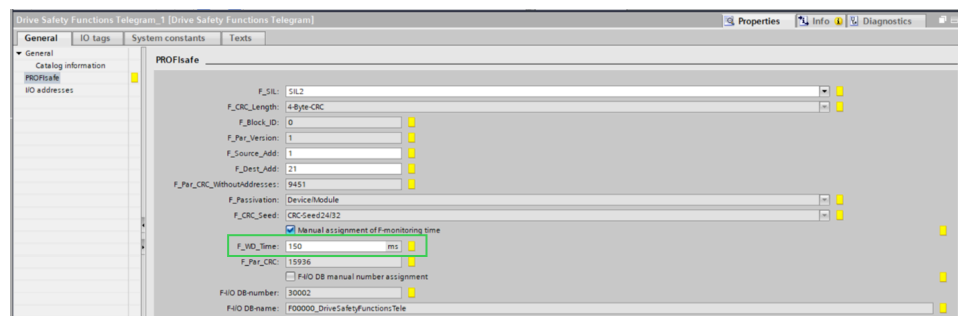 Drive Safety Functions Telegram_1 [Drive Safety Functions Telegram]
Properties Info Diagnostics
General IO tags System constants Texts
General
Catalog information
PROFIsafe
I/O addresses
PROFIsafe
F_SIL: SIL2
F_CRC_Length: 4-Byte-CRC
F_Block_ID: 0
F_Par_Version: 1
F_Source_Add: 1
F_Dest_Add: 21
F_Par_CRC_WithoutAddresses: 9451
F_Passivation: Device/Module
F_CRC_Seed: CRC-Seed24/32
Manual assignment of F-monitoring time
F_WD_Time: 150 ms
F_Par_CRC: 15936
F-I/O DB manual number assignment
F-I/O DB-number: 30002
F-I/O DB-name: F00000_DriveSafetyFunctionsTele